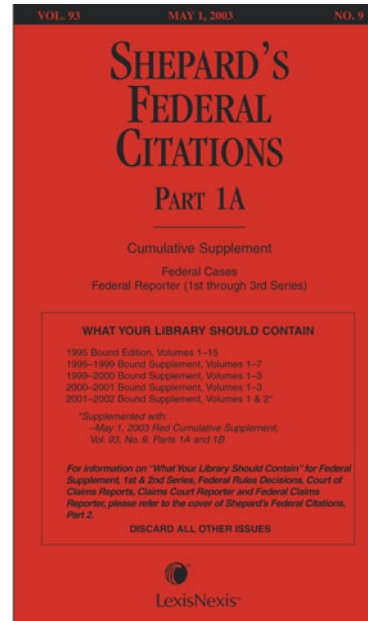 VOL. 93 MAY 1, 2003 NO. 9
SHEPARD'S
FEDERAL
CITATIONS
PART 1A
Cumulative Supplement
Federal Cases
Federal Reporter (1st through 3rd Series)
WHAT YOUR LIBRARY SHOULD CONTAIN
1995 Bound Edition, Volumes 1–15
1995–1999 Bound Supplement, Volumes 1–7
1999–2000 Bound Supplement, Volumes 1–3
2000–2001 Bound Supplement, Volumes 1–3
2001–2002 Bound Supplement, Volumes 1 & 2*
*Supplemented with:
–May 1, 2003 Red Cumulative Supplement,
Vol. 93, No. 9, Parts 1A and 1B
For information on "What Your Library Should Contain" for Federal
Supplement, 1st & 2nd Series, Federal Rules Decisions, Court of
Claims Reports, Claims Court Reporter and Federal Claims
Reporter, please refer to the cover of Shepard's Federal Citations,
Part 2.
DISCARD ALL OTHER ISSUES
LexisNexis™